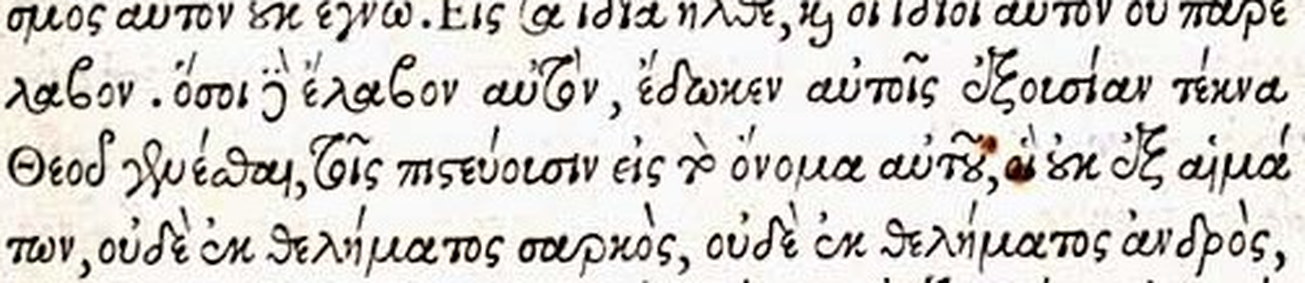 σμος αυτον ουκ εγνω. Εις τα ιδια ηλθε, και οι ιδιοι αυτον ου παρε
λαβον. ὅσοι δὲ ἔλαβον αὐτὸν, ἔδωκεν αὐτοῖς ἐξουσίαν τέκνα
Θεοῦ γενέσθαι, τοῖς πιστεύουσιν εἰς τὸ ὄνομα αὐτοῦ, οἳ οὐκ ἐξ αἱμά
των, οὐδὲ ἐκ θελήματος σαρκὸς, οὐδὲ ἐκ θελήματος ἀνδρὸς,